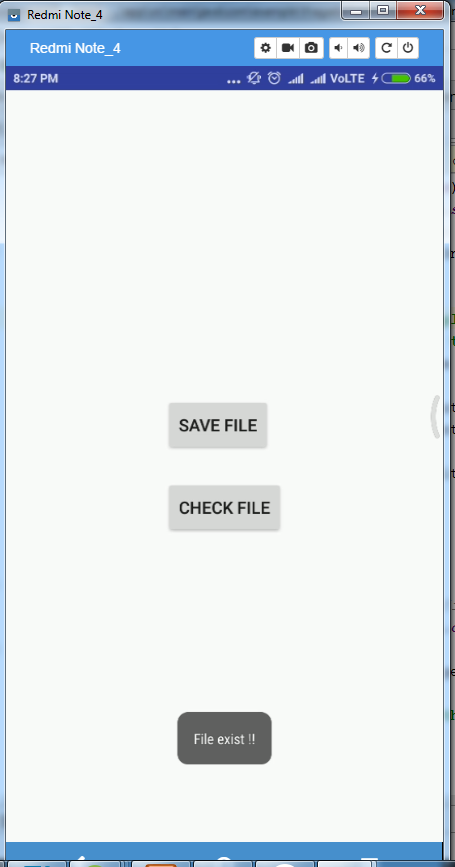 Redmi Note_4
Redmi Note_4
8:27 PM ... VoLTE 66%
SAVE FILE
CHECK FILE
File exist !!